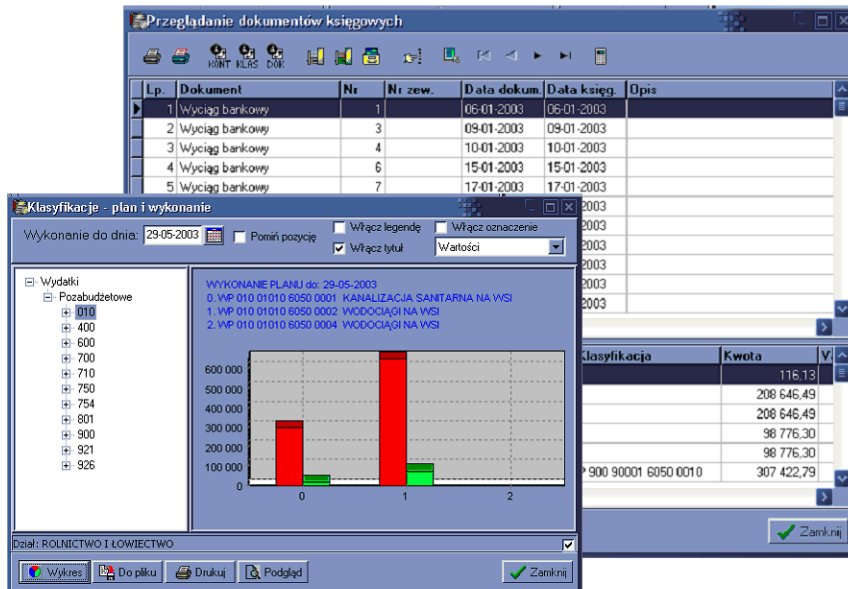 Przeglądanie dokumentów księgowych
KONT KLAS DOK
Lp. Dokument Nr Nr zew. Data dokum. Data księg. Opis
1 Wyciąg bankowy 1 06-01-2003 06-01-2003
2 Wyciąg bankowy 3 09-01-2003 09-01-2003
3 Wyciąg bankowy 4 10-01-2003 10-01-2003
4 Wyciąg bankowy 6 15-01-2003 15-01-2003
5 Wyciąg bankowy 7 17-01-2003 17-01-2003
2003
2003
2003
2003
2003
2003
Klasyfikacja Kwota
116,13
208 646,49
208 646,49
98 776,30
98 776,30
P 900 90001 6050 0010 307 422,79
Zamknij
Klasyfikacje - plan i wykonanie
Wykonanie do dnia: 29-05-2003 Pomiń pozycję
Włącz legendę Włącz oznaczenie
Włącz tytuł Wartości
Wydatki
Pozabudżetowe
010
400
600
700
710
750
754
801
900
921
926
WYKONANIE PLANU do: 29-05-2003
0. WP 010 01010 6050 0001 KANALIZACJA SANITARNA NA WSI
1. WP 010 01010 6050 0002 WODOCIĄGI NA WSI
2. WP 010 01010 6050 0004 WODOCIĄGI NA WSI
600 000
500 000
400 000
300 000
200 000
100 000
0
0 1 2
Dział: ROLNICTWO I ŁOWIECTWO
Wykres Do pliku Drukuj Podgląd Zamknij